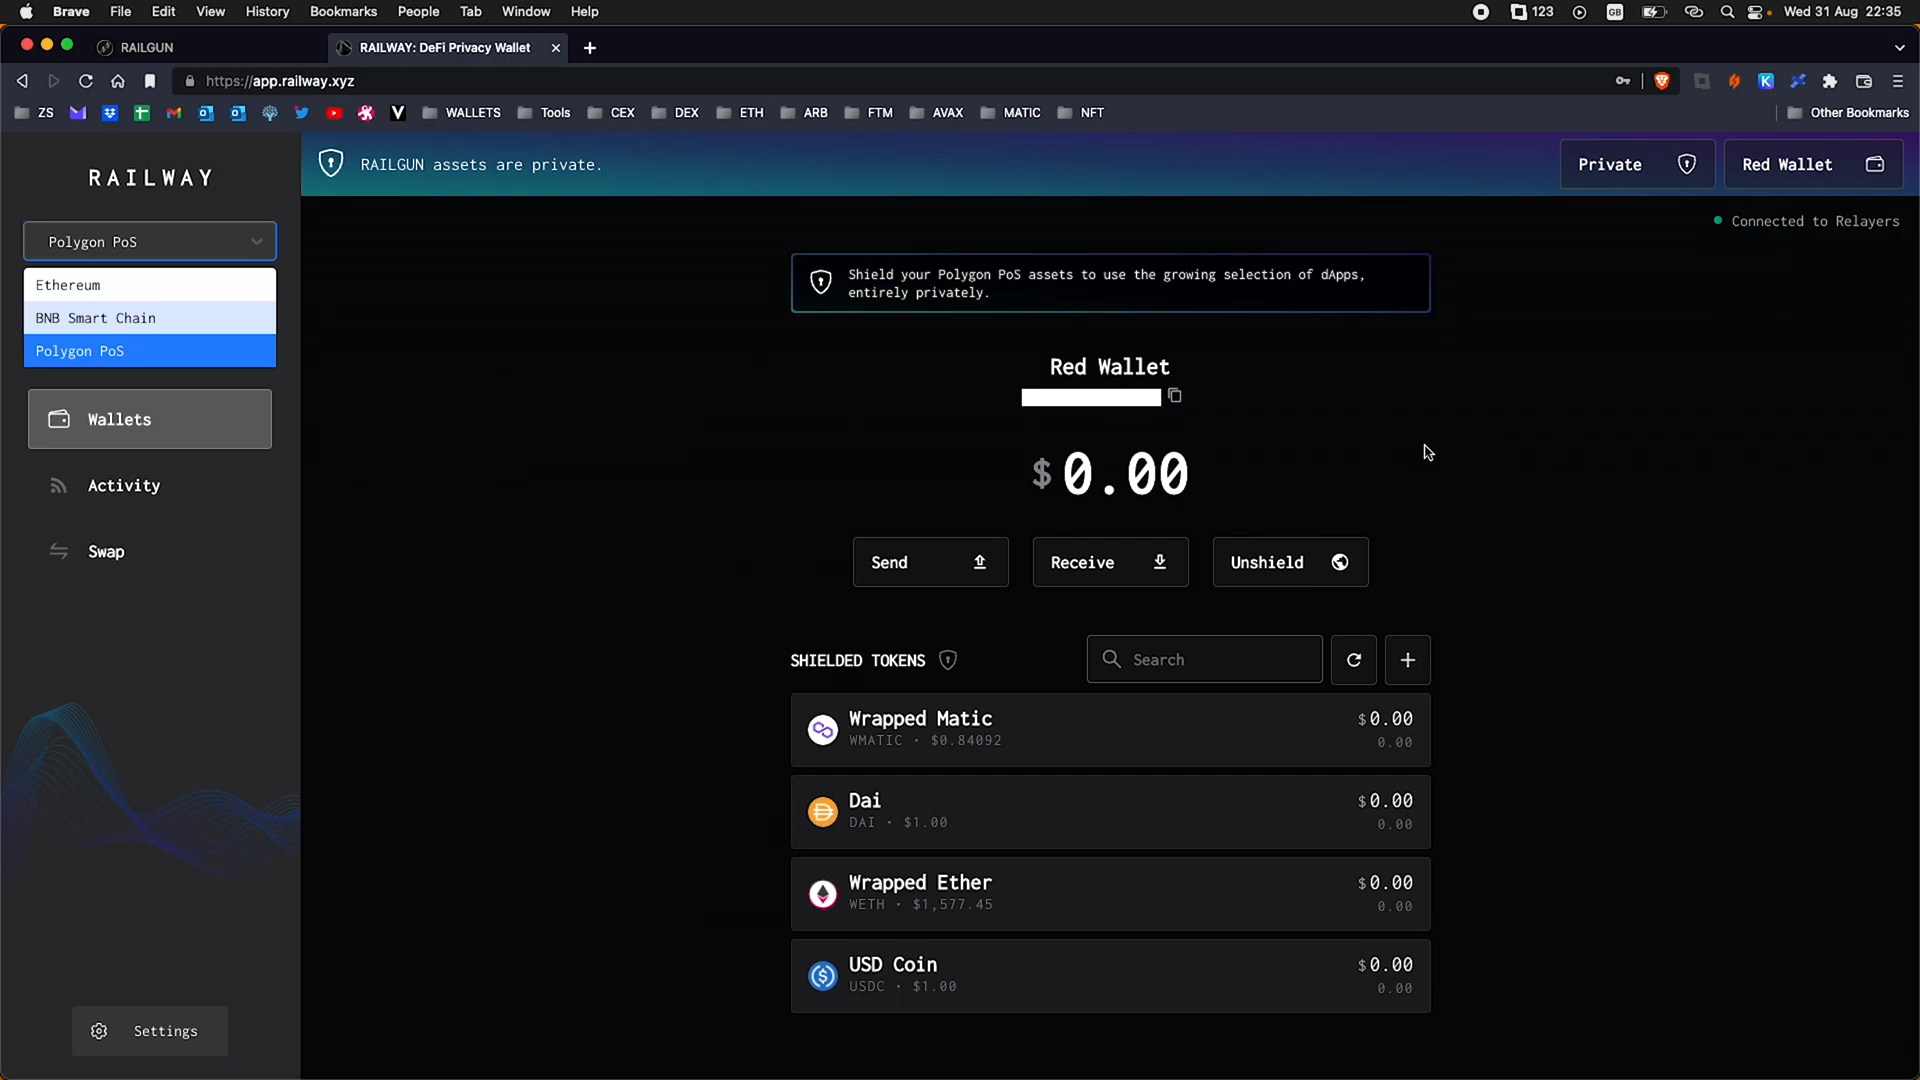 Brave File Edit View History Bookmarks People Tab Window Help 123 GB Wed 31 Aug 22:35
RAILGUN RAILWAY: DeFi Privacy Wallet
https://app.railway.xyz
ZS WALLETS Tools CEX DEX ETH ARB FTM AVAX MATIC NFT Other Bookmarks
RAILWAY
RAILGUN assets are private.
Private
Red Wallet
Connected to Relayers
Polygon PoS
Ethereum
BNB Smart Chain
Polygon PoS
Wallets
Activity
Swap
Settings
Shield your Polygon PoS assets to use the growing selection of dApps,
entirely privately.
Red Wallet
$0.00
Send Receive Unshield
SHIELDED TOKENS Search
Wrapped Matic $0.00
WMATIC • $0.84092 0.00
Dai $0.00
DAI • $1.00 0.00
Wrapped Ether $0.00
WETH • $1,577.45 0.00
USD Coin $0.00
USDC • $1.00 0.00